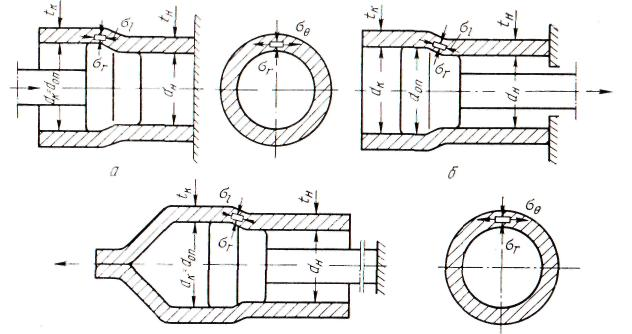 tк
σl
tн
σr
dк=dоп
dн
а
σθ
σr
tк
σl
tн
σr
dк
dоп
dн
б
tк
σl
tн
σr
dк=dоп
dн
σθ
σr